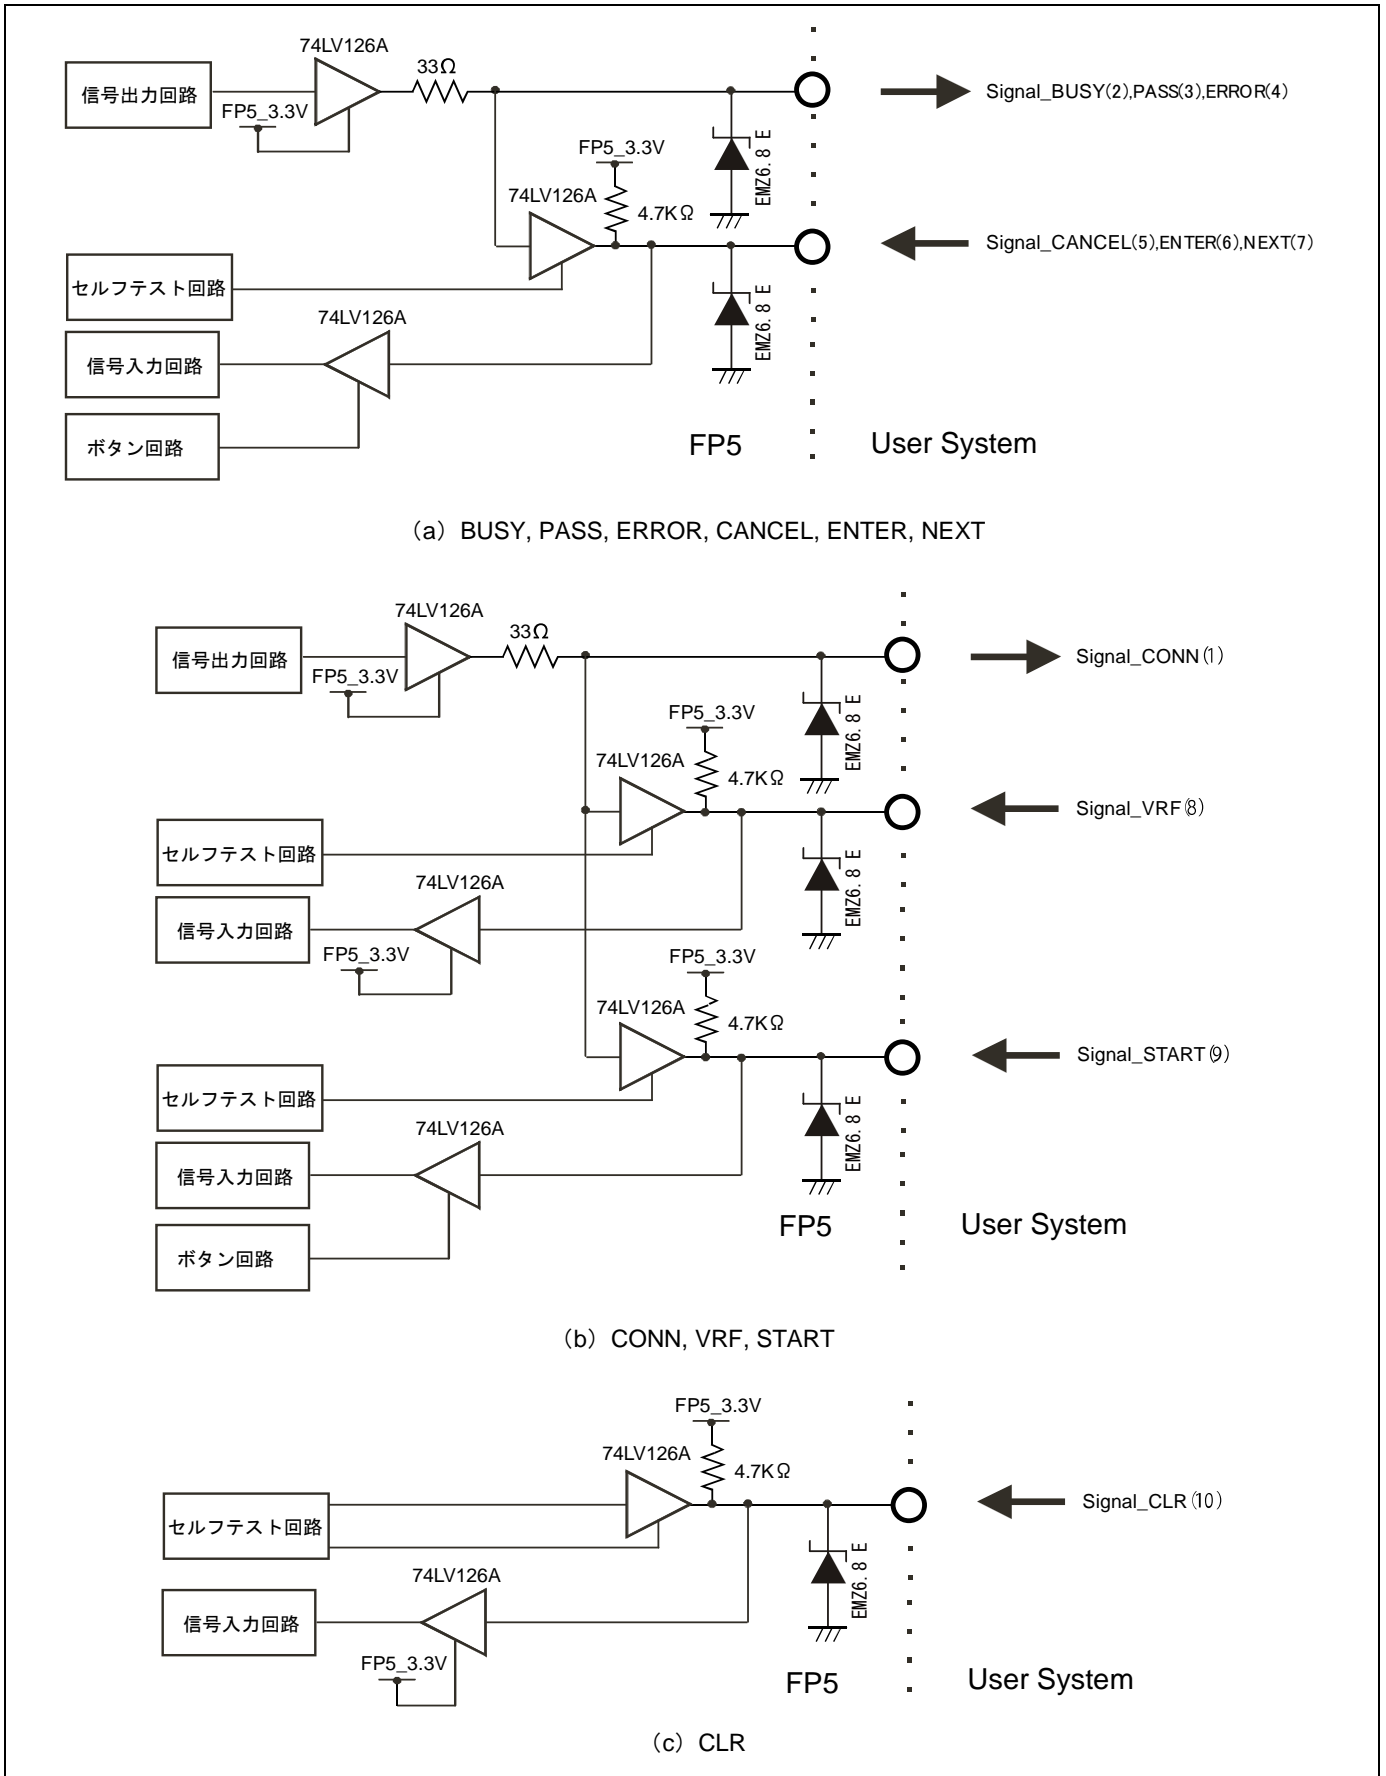 74LV126A
33Ω
信号出力回路
FP5_3.3V
Signal_BUSY(2),PASS(3),ERROR(4)
EMZ6. 8 E
FP5_3.3V
74LV126A
4.7KΩ
Signal_CANCEL(5),ENTER(6),NEXT(7)
セルフテスト回路
EMZ6. 8 E
74LV126A
信号入力回路
ボタン回路
FP5
User System
(a) BUSY, PASS, ERROR, CANCEL, ENTER, NEXT
74LV126A
33Ω
信号出力回路
FP5_3.3V
Signal_CONN(1)
EMZ6. 8 E
FP5_3.3V
74LV126A
4.7KΩ
Signal_VRF(8)
セルフテスト回路
EMZ6. 8 E
74LV126A
信号入力回路
FP5_3.3V
FP5_3.3V
74LV126A
4.7KΩ
Signal_START(9)
セルフテスト回路
EMZ6. 8 E
74LV126A
信号入力回路
ボタン回路
FP5
User System
(b) CONN, VRF, START
FP5_3.3V
74LV126A
4.7KΩ
Signal_CLR(10)
セルフテスト回路
EMZ6. 8 E
74LV126A
信号入力回路
FP5_3.3V
FP5
User System
(c) CLR